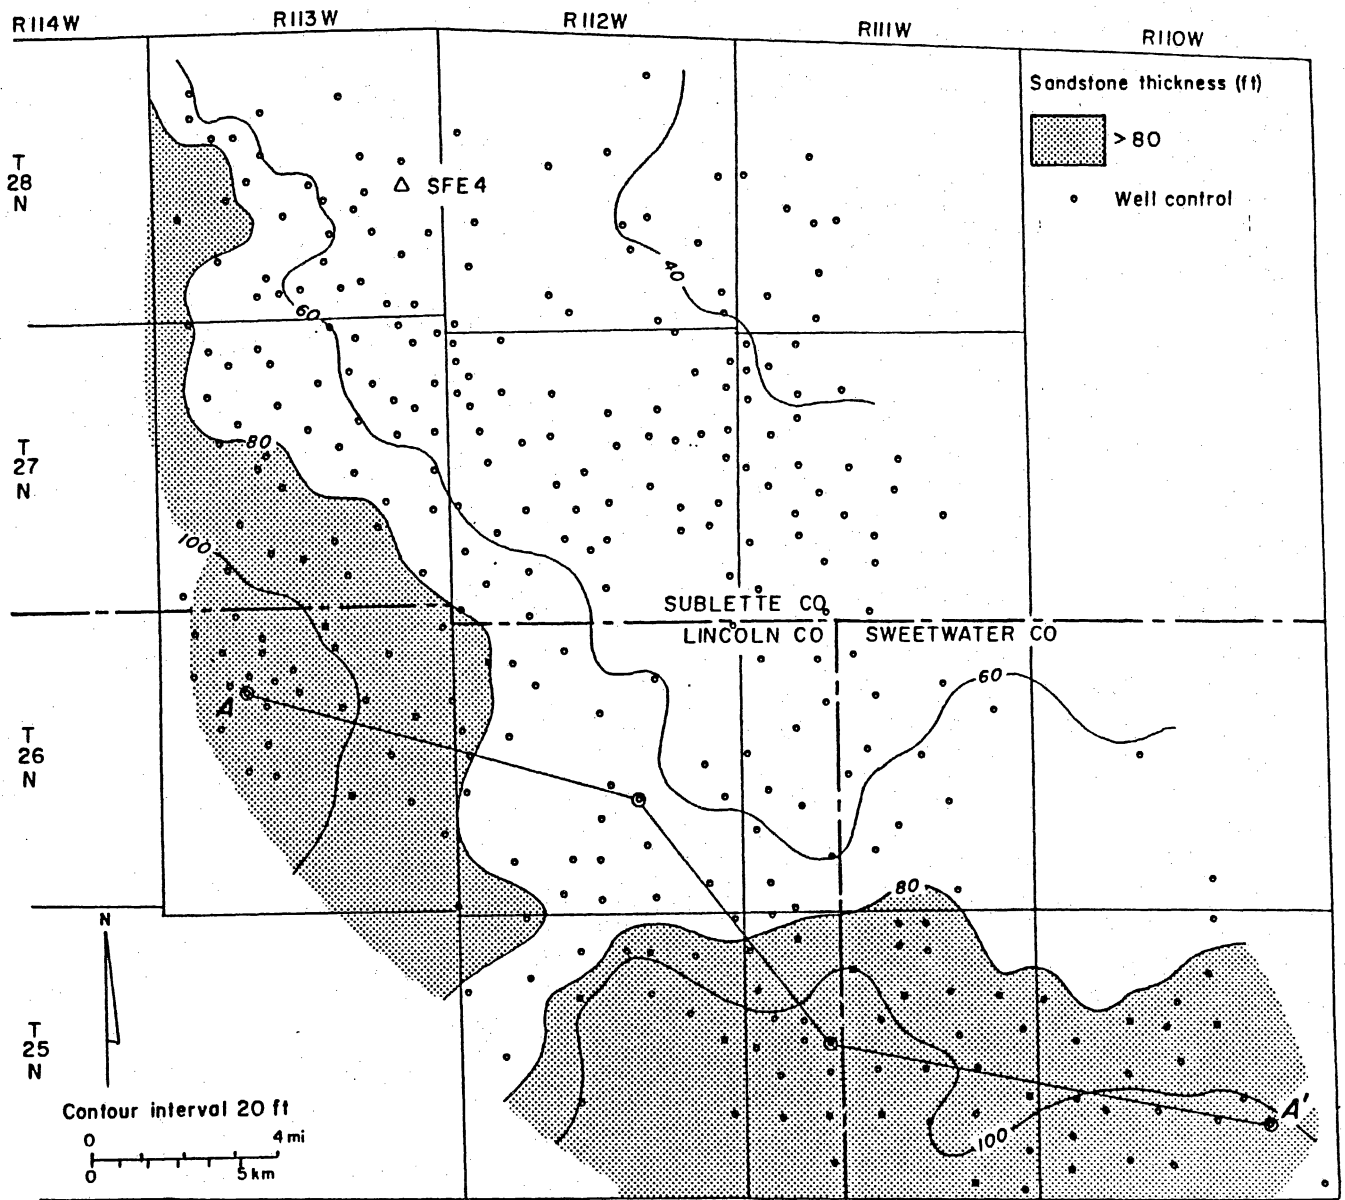 R114W R113W R112W R111W R110W
Sandstone thickness (ft)
>80
Well control
T
28
N
SFE 4
40
60
T
27
N
80
100
SUBLETTE CO
LINCOLN CO SWEETWATER CO
60
A
T
26
N
80
N
T
25
N
A'
100
Contour interval 20 ft
0 4 mi
0 5 km